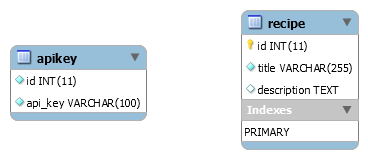 apikey
id INT(11)
api_key VARCHAR(100)
recipe
id INT(11)
title VARCHAR(255)
description TEXT
Indexes
PRIMARY